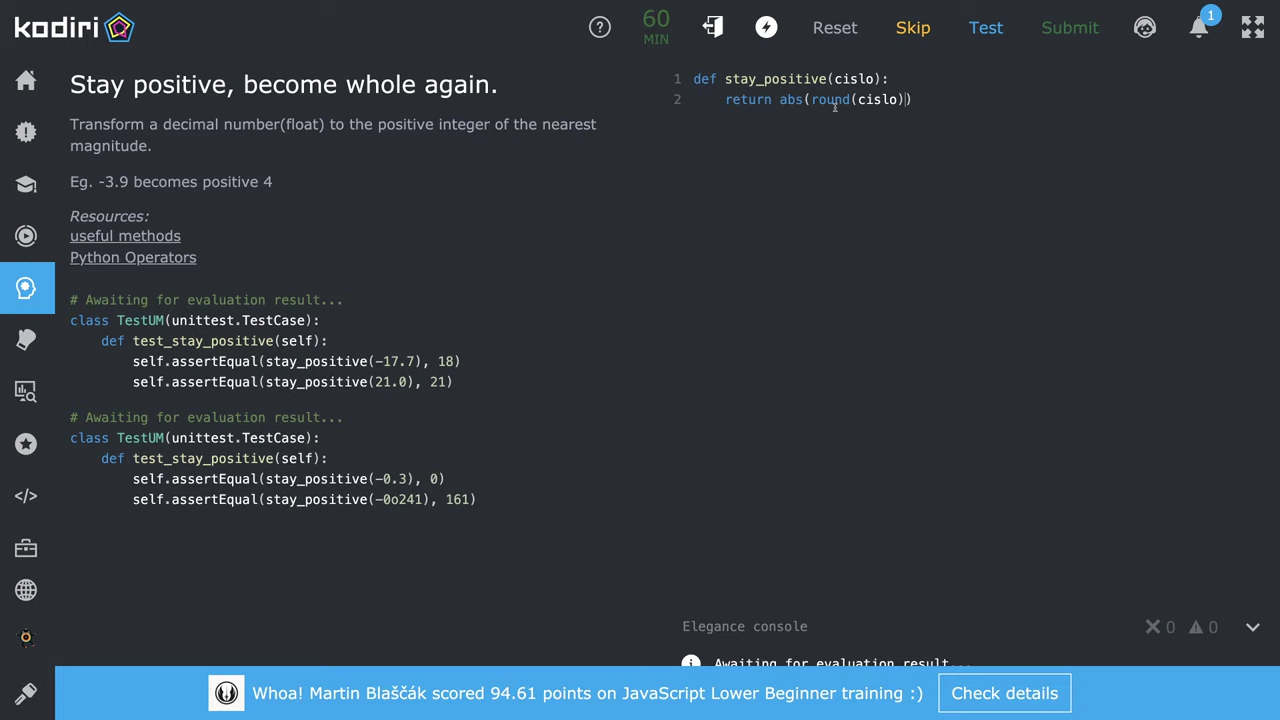 kodiri
60
MIN
Reset
Skip
Test
Submit
1
Stay positive, become whole again.
Transform a decimal number(float) to the positive integer of the nearest
magnitude.
Eg. -3.9 becomes positive 4
Resources:
useful methods
Python Operators
# Awaiting for evaluation result...
class TestUM(unittest.TestCase):
def test_stay_positive(self):
self.assertEqual(stay_positive(-17.7), 18)
self.assertEqual(stay_positive(21.0), 21)
# Awaiting for evaluation result...
class TestUM(unittest.TestCase):
def test_stay_positive(self):
self.assertEqual(stay_positive(-0.3), 0)
self.assertEqual(stay_positive(-0o241), 161)
1 def stay_positive(cislo):
2 return abs(round(cislo))
Elegance console
0 0
Awaiting for evaluation result...
Whoa! Martin Blaščák scored 94.61 points on JavaScript Lower Beginner training :)
Check details